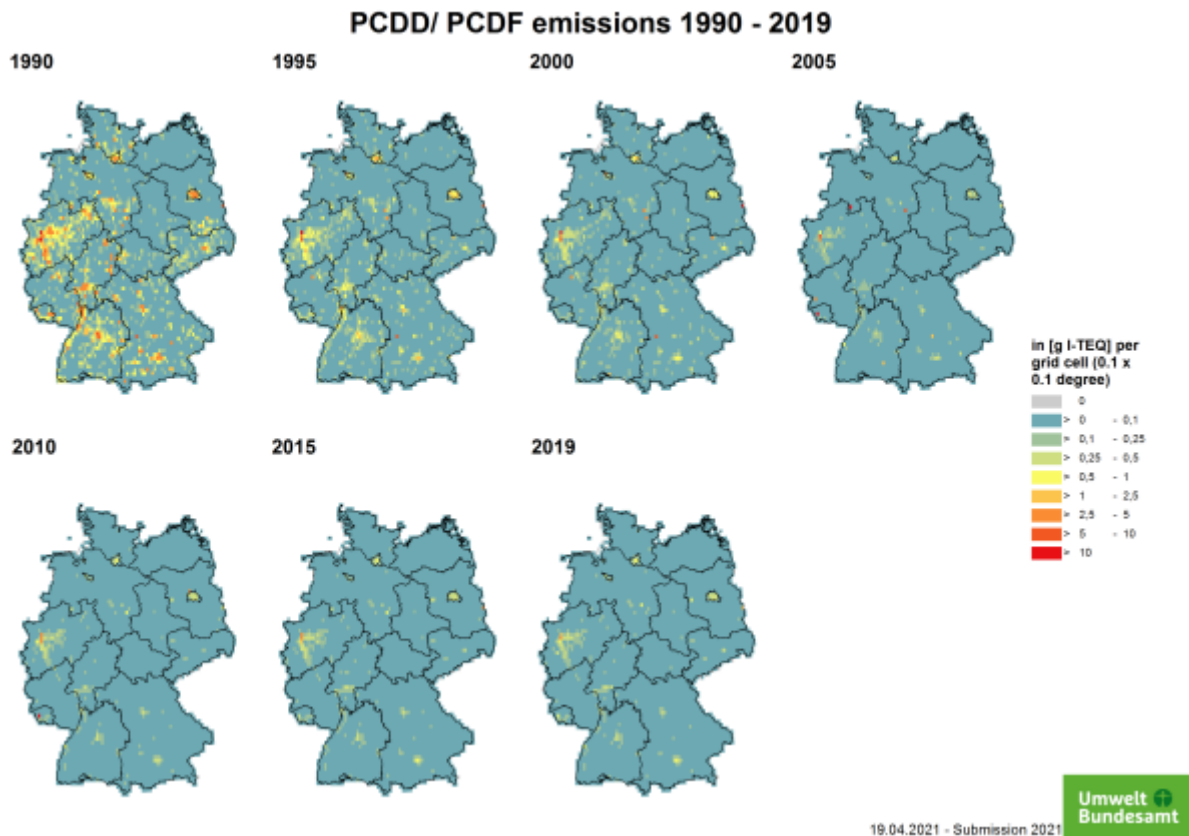 PCDD/ PCDF emissions 1990 - 2019
1990
1995
2000
2005
in [g I-TEQ] per
grid cell (0.1 x
0.1 degree)
0
> 0 - 0,1
> 0,1 - 0,25
> 0,25 - 0,5
> 0,5 - 1
> 1 - 2,5
> 2,5 - 5
> 5 - 10
> 10
2010
2015
2019
Umwelt
Bundesamt
19.04.2021 - Submission 2021